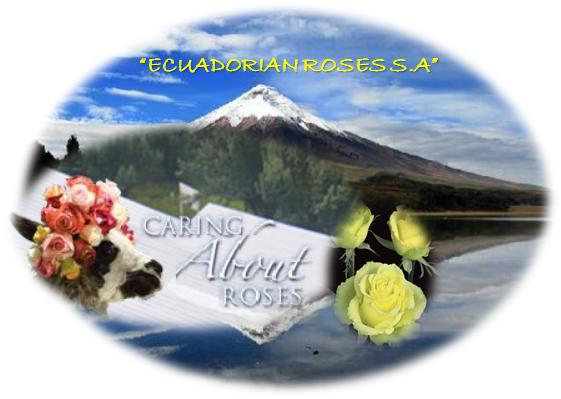 “ECUADORIAN ROSES S.A”
CARING
About
ROSES